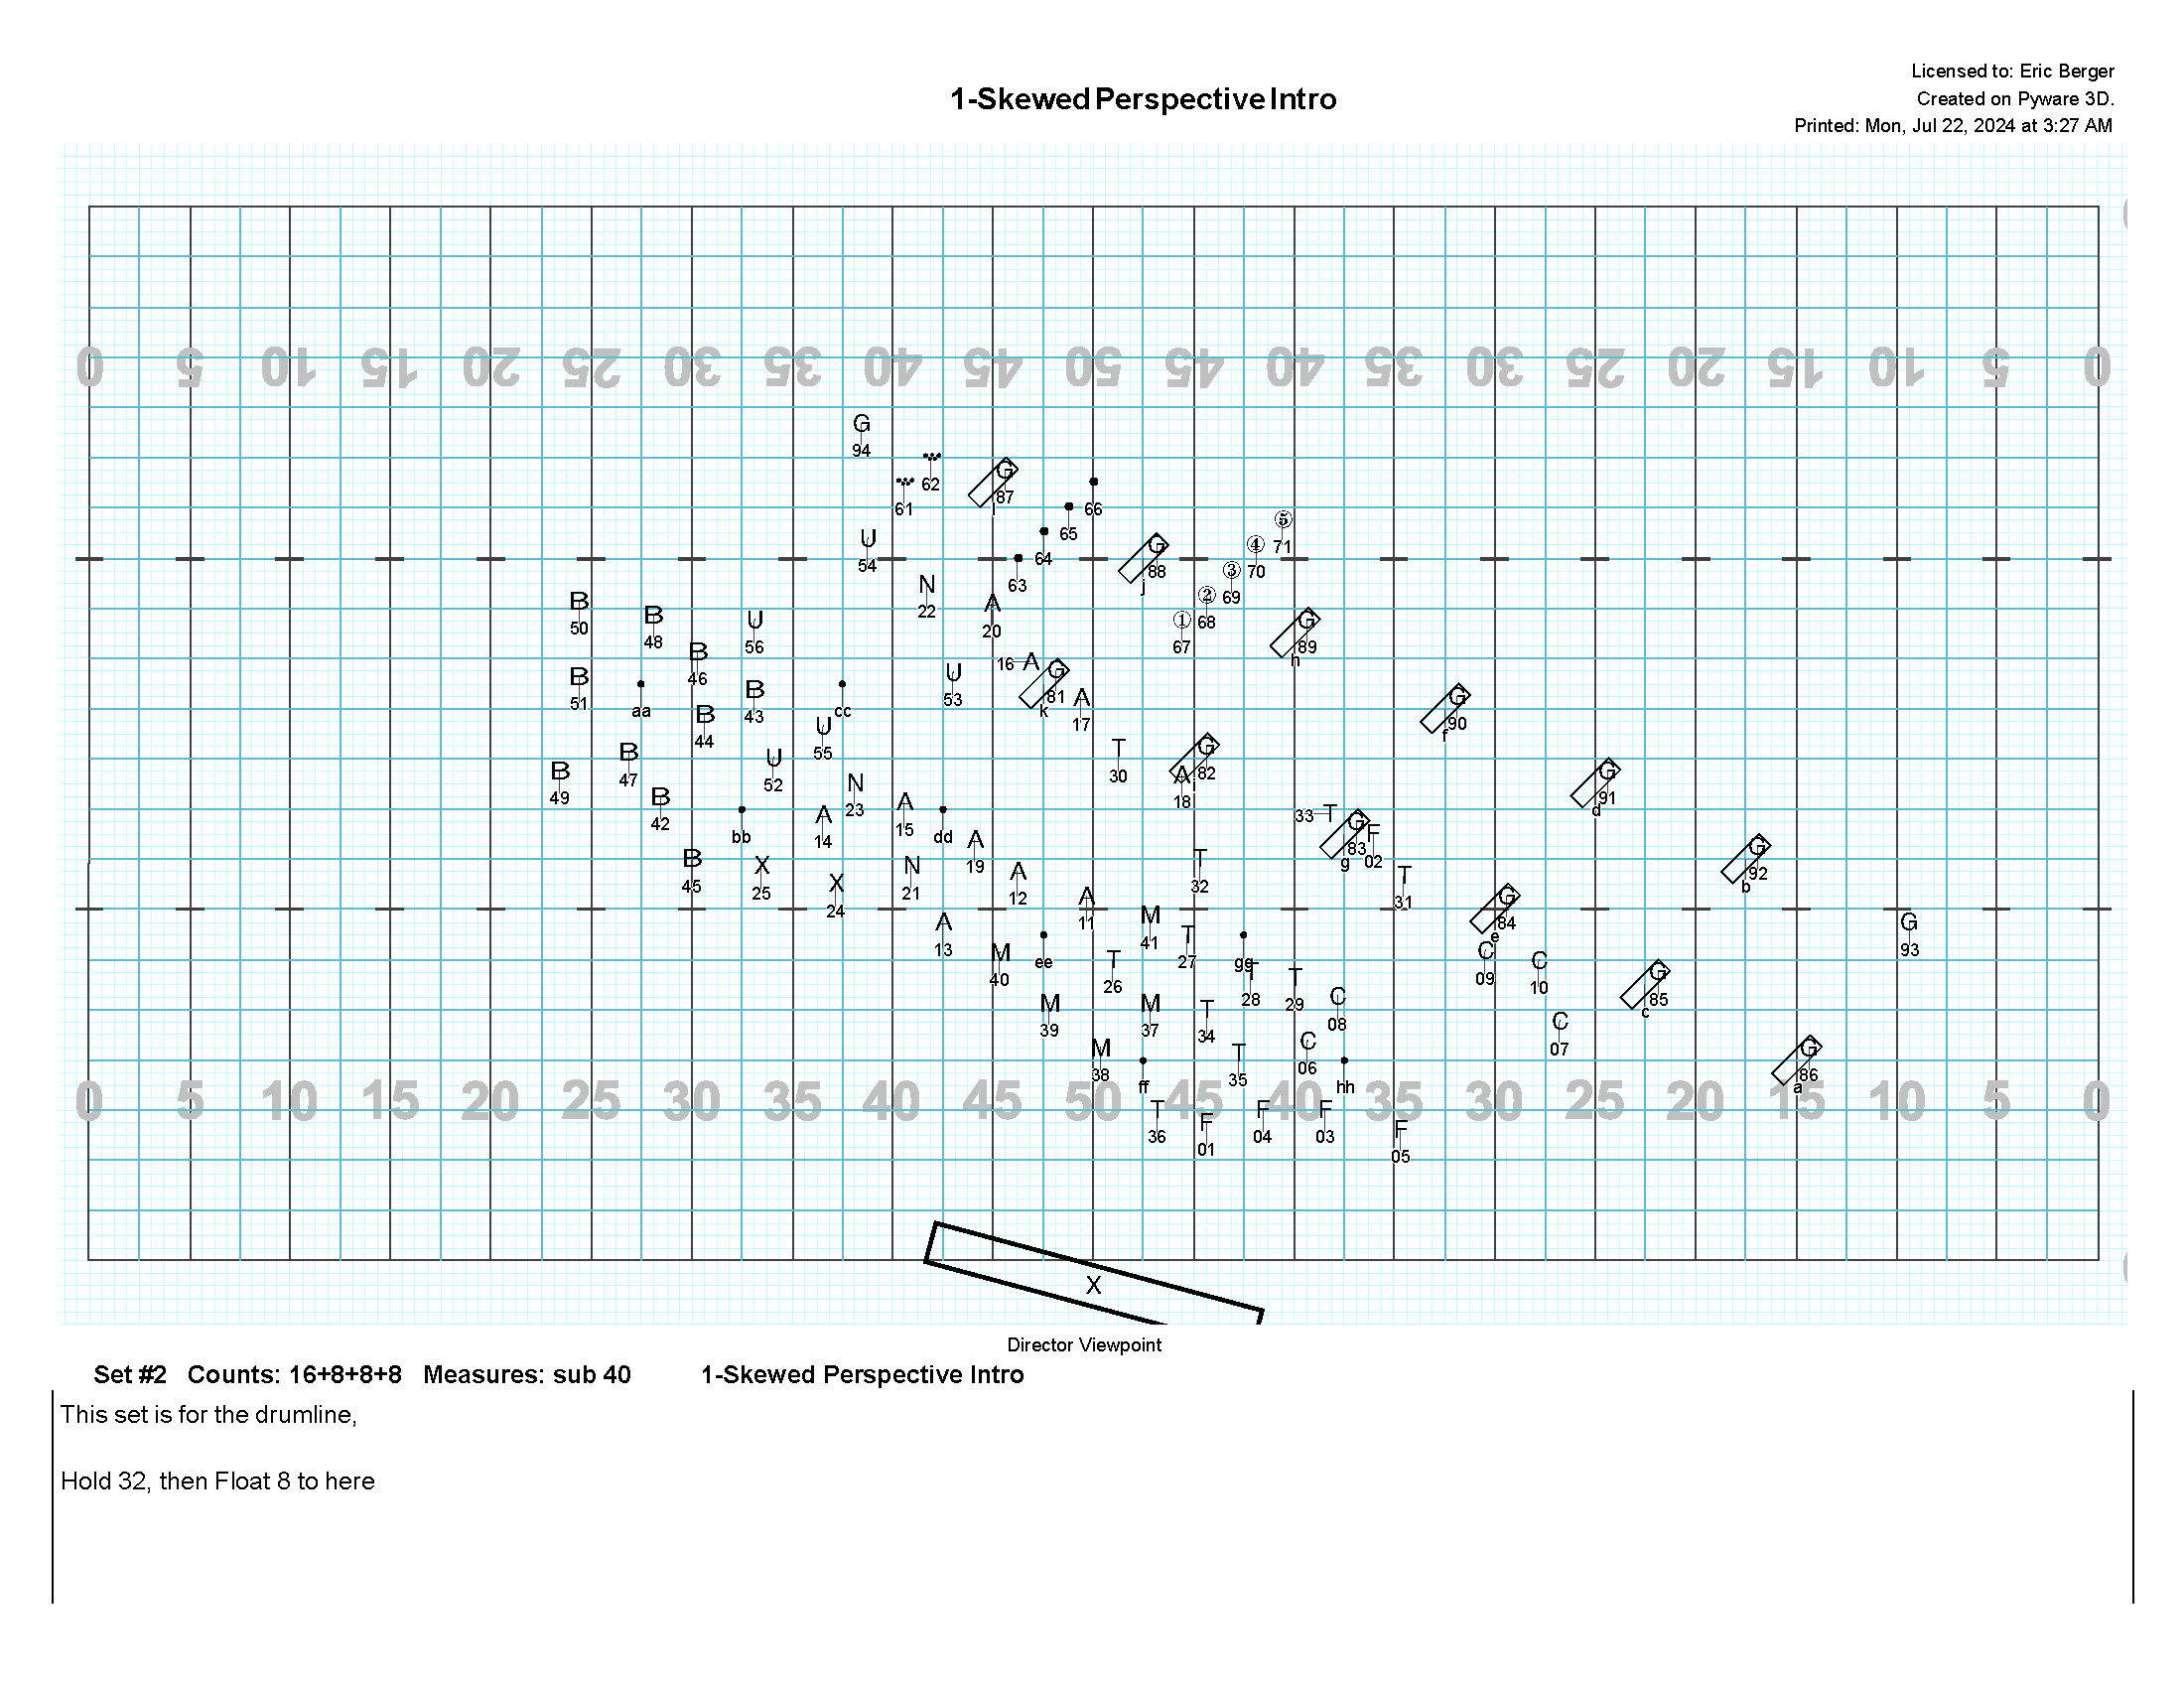 Licensed to: Eric Berger
1-Skewed Perspective Intro
Created on Pyware 3D.
Printed: Mon, Jul 22, 2024 at 3:27 AM
0 5 10 15 20 25 30 35 40 45 50 45 40 35 30 25 20 15 10 5 0
G
94
62
G
87
61
66
65
5
U
54
64
G
88
4
71
63
3
70
N
22
j
2
69
B
50
A
20
1
68
B
48
U
56
67
G
89
h
B
46
16 A
G
81
B
51
aa
B
43
cc
U
53
k
A
17
G
90
f
B
44
U
55
T
30
G
82
B
47
U
52
A
18
G
91
d
B
49
N
23
B
42
A
15
bb
A
14
dd
33 T
G
83
F
02
g
A
19
G
92
b
B
45
X
25
N
21
A
12
T
32
T
31
X
24
A
11
G
84
e
A
13
M
41
G
93
M
40
ee
T
27
gg
C
09
C
10
T
26
T
28
T
29
G
85
c
M
39
M
37
T
34
C
08
C
07
M
38
T
35
C
06
G
86
a
ff
hh
0 5 10 15 20 25 30 35 40 45 50 45 40 35 30 25 20 15 10 5 0
T
36
F
01
F
04
F
03
F
05
X
Director Viewpoint
Set #2 Counts: 16+8+8+8 Measures: sub 40 1-Skewed Perspective Intro
This set is for the drumline,
Hold 32, then Float 8 to here